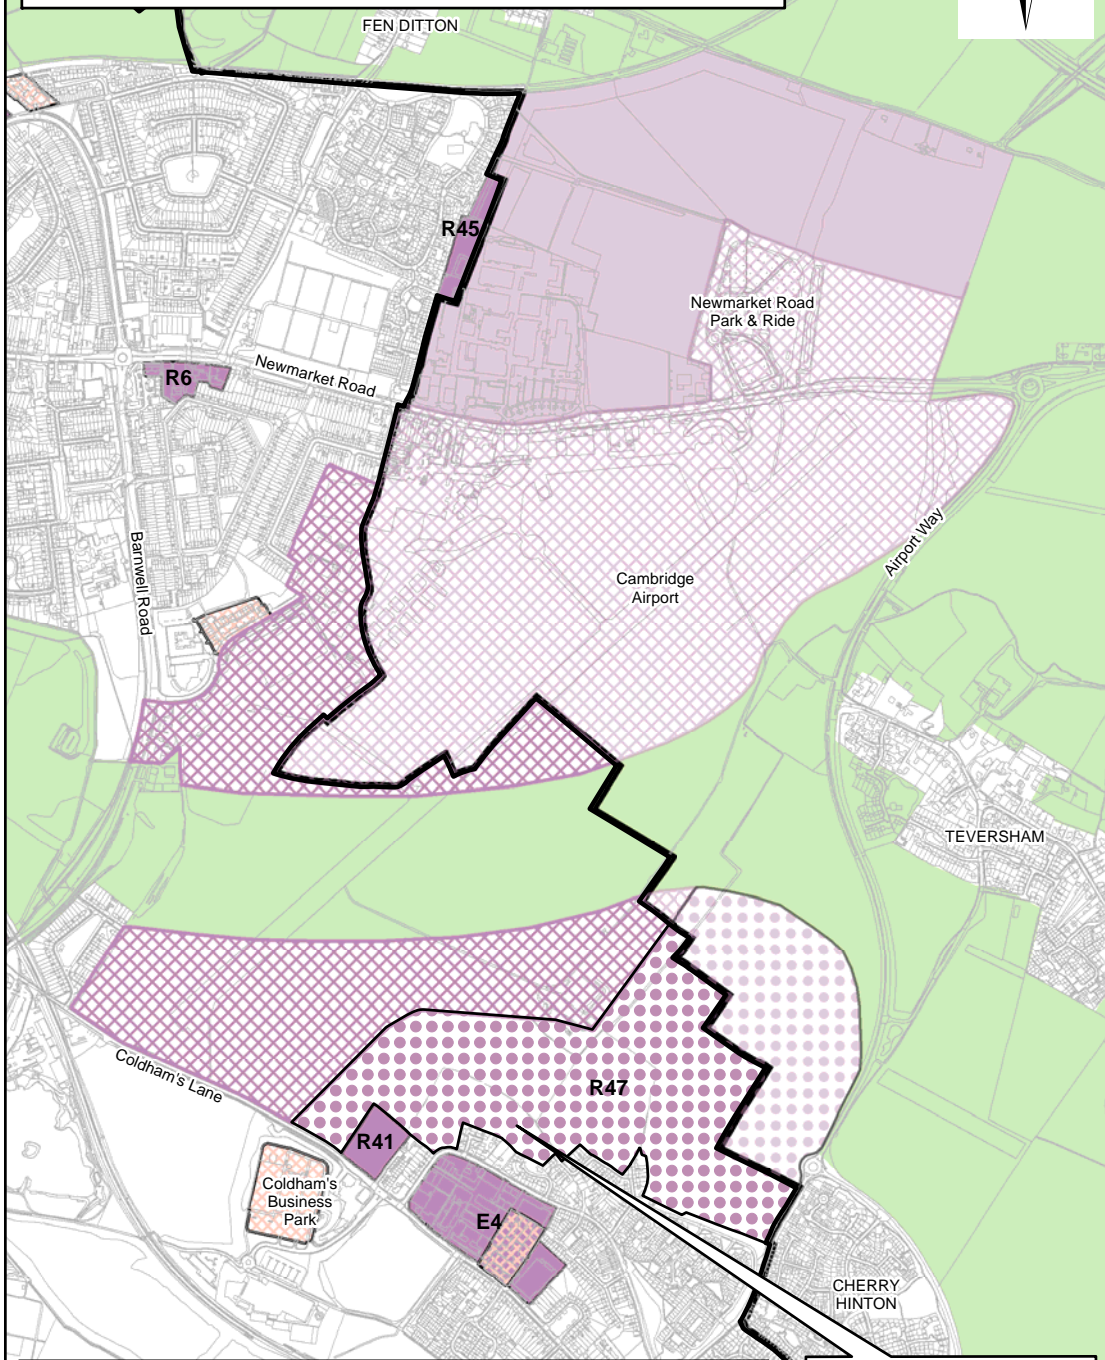 FEN DITTON
R45
Newmarket Road
Park & Ride
Newmarket Road
R6
Barnwell Road
Airport Way
Cambridge
Airport
TEVERSHAM
Coldham's Lane
R47
R41
Coldham's
Business
Park
E4
CHERRY
HINTON